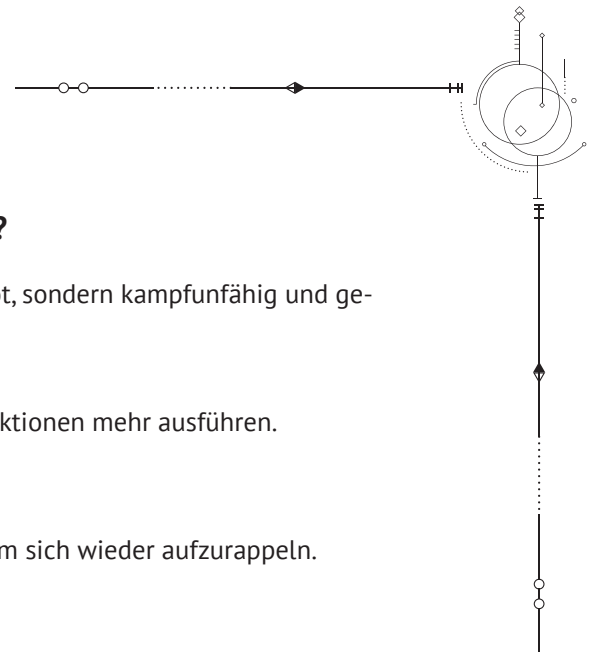 ?
t, sondern kampfunfähig und ge-
ktionen mehr ausführen.
m sich wieder aufzurappeln.